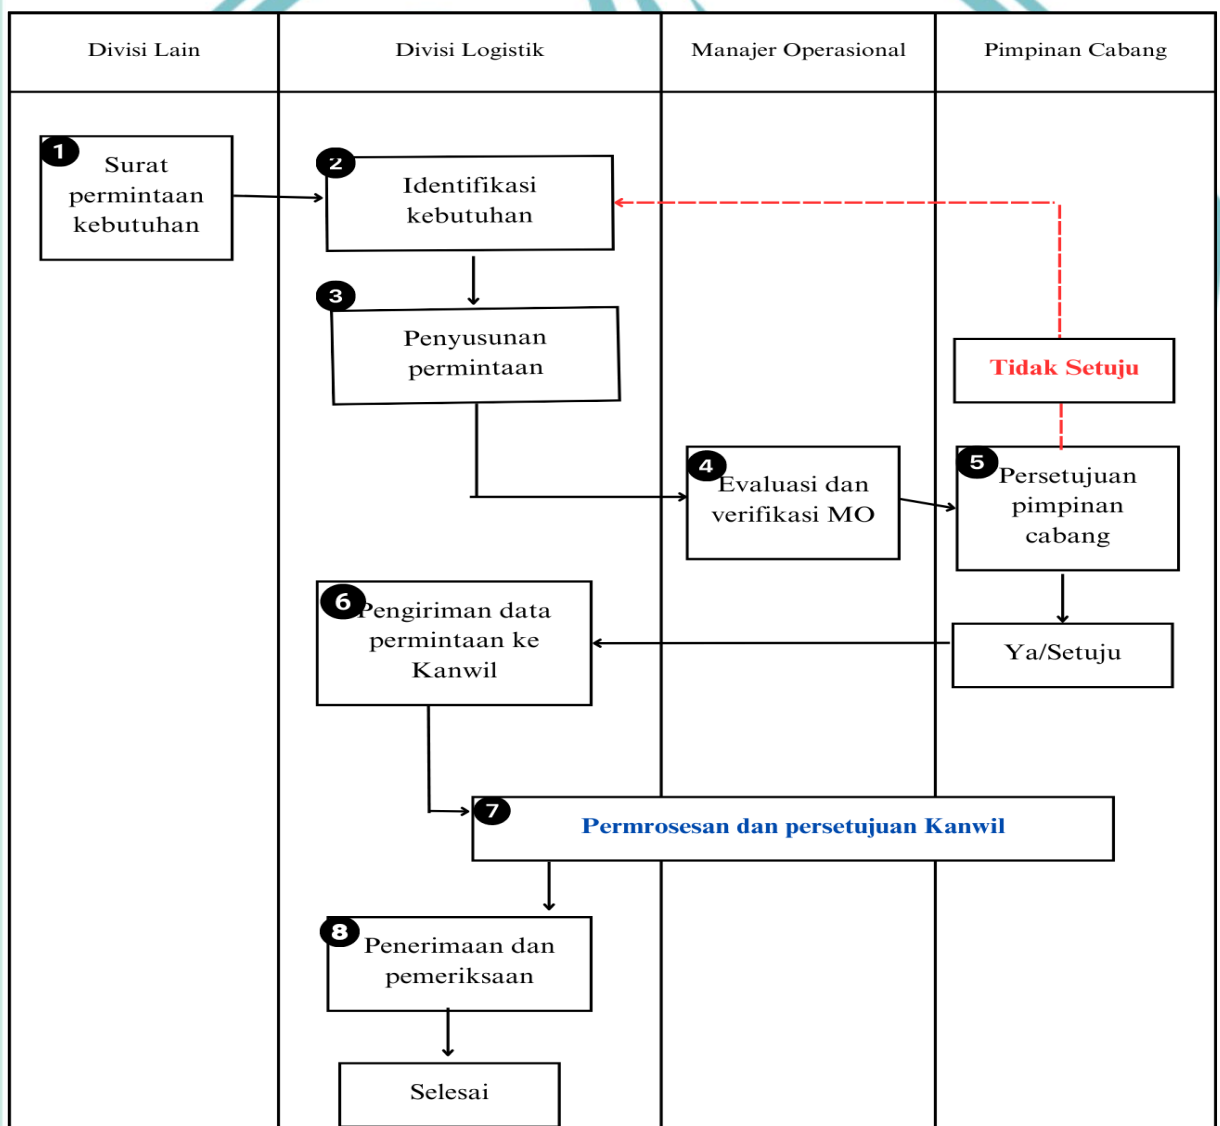 Divisi Lain
Divisi Logistik
Manajer Operasional
Pimpinan Cabang
1
Surat
permintaan
kebutuhan
2
Identifikasi
kebutuhan
3
Penyusunan
permintaan
Tidak Setuju
4
Evaluasi dan
verifikasi MO
5
Persetujuan
pimpinan
cabang
Ya/Setuju
6
Pengiriman data
permintaan ke
Kanwil
7
Permrosesan dan persetujuan Kanwil
8
Penerimaan dan
pemeriksaan
Selesai